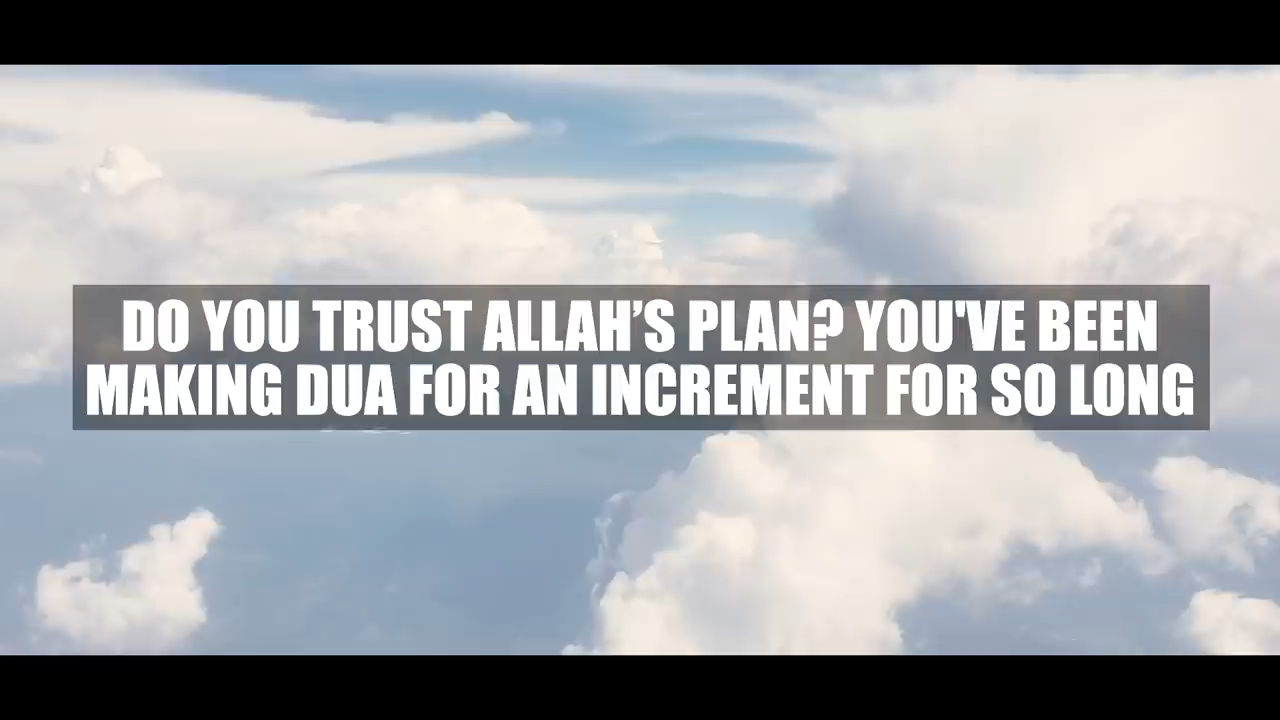 DO YOU TRUST ALLAH’S PLAN? YOU'VE BEEN
MAKING DUA FOR AN INCREMENT FOR SO LONG